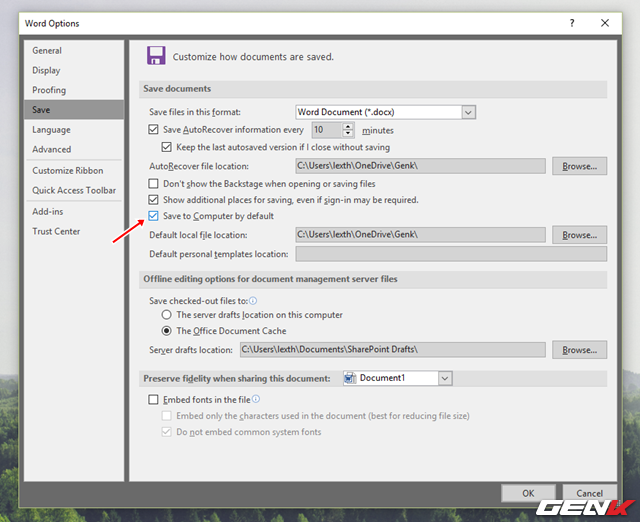 Word Options
General
Display
Proofing
Save
Language
Advanced
Customize Ribbon
Quick Access Toolbar
Add-ins
Trust Center
Customize how documents are saved.
Save documents
Save files in this format: Word Document (*.docx)
Save AutoRecover information every 10 minutes
Keep the last autosaved version if I close without saving
AutoRecover file location: C:\Users\lexth\OneDrive\Genk\ Browse...
Don't show the Backstage when opening or saving files
Show additional places for saving, even if sign-in may be required.
Save to Computer by default
Default local file location: C:\Users\lexth\OneDrive\Genk\ Browse...
Default personal templates location:
Offline editing options for document management server files
Save checked-out files to:
The server drafts location on this computer
The Office Document Cache
Server drafts location: C:\Users\lexth\Documents\SharePoint Drafts\ Browse...
Preserve fidelity when sharing this document: Document1
Embed fonts in the file
Embed only the characters used in the document (best for reducing file size)
Do not embed common system fonts
OK Cancel
GENK